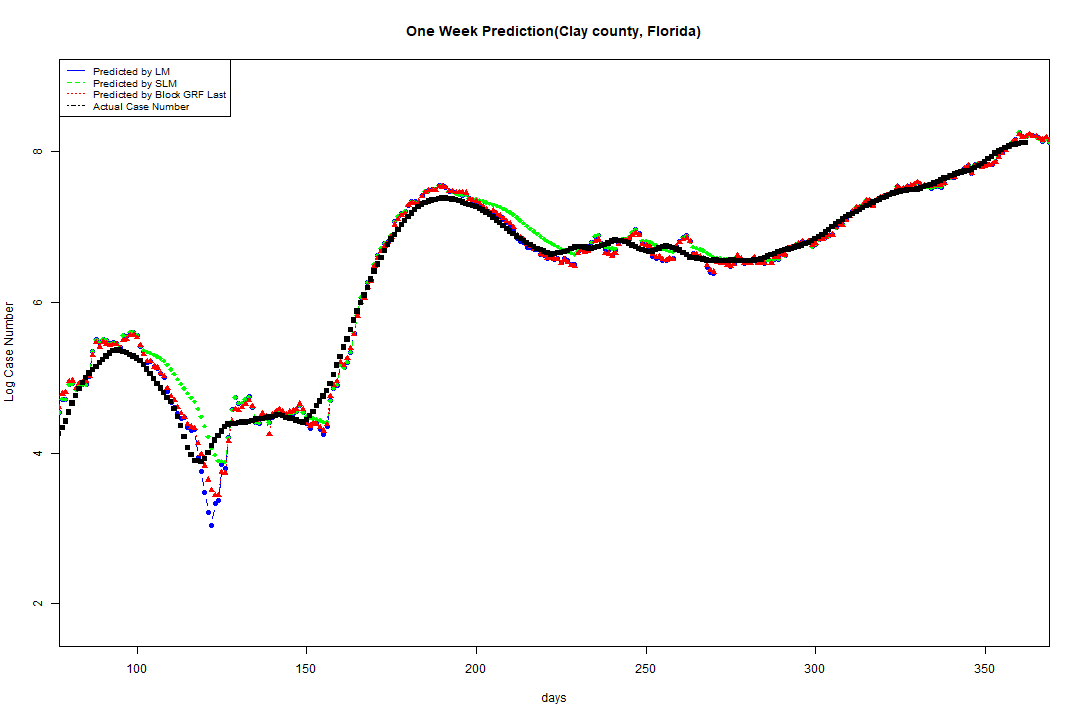 One Week Prediction(Clay county, Florida)
Predicted by LM
Predicted by SLM
Predicted by Block GRF Last
Actual Case Number
8
6
4
2
Log Case Number
100 150 200 250 300 350
days